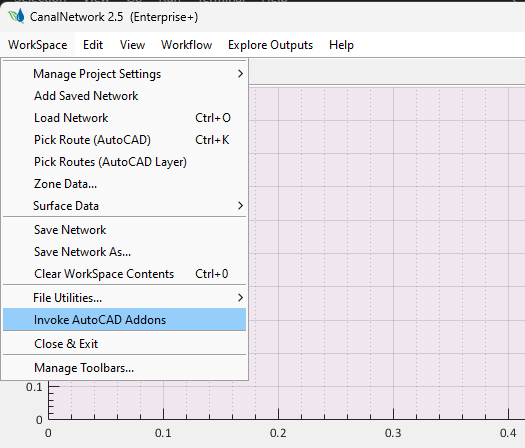 CanalNetwork 2.5 (Enterprise+)
WorkSpace Edit View Workflow Explore Outputs Help
Manage Project Settings
Add Saved Network
Load Network Ctrl+O
Pick Route (AutoCAD) Ctrl+K
Pick Routes (AutoCAD Layer)
Zone Data...
Surface Data
Save Network
Save Network As...
Clear WorkSpace Contents Ctrl+0
File Utilities...
Invoke AutoCAD Addons
Close & Exit
Manage Toolbars...
0.1
0
0 0.1 0.2 0.3 0.4